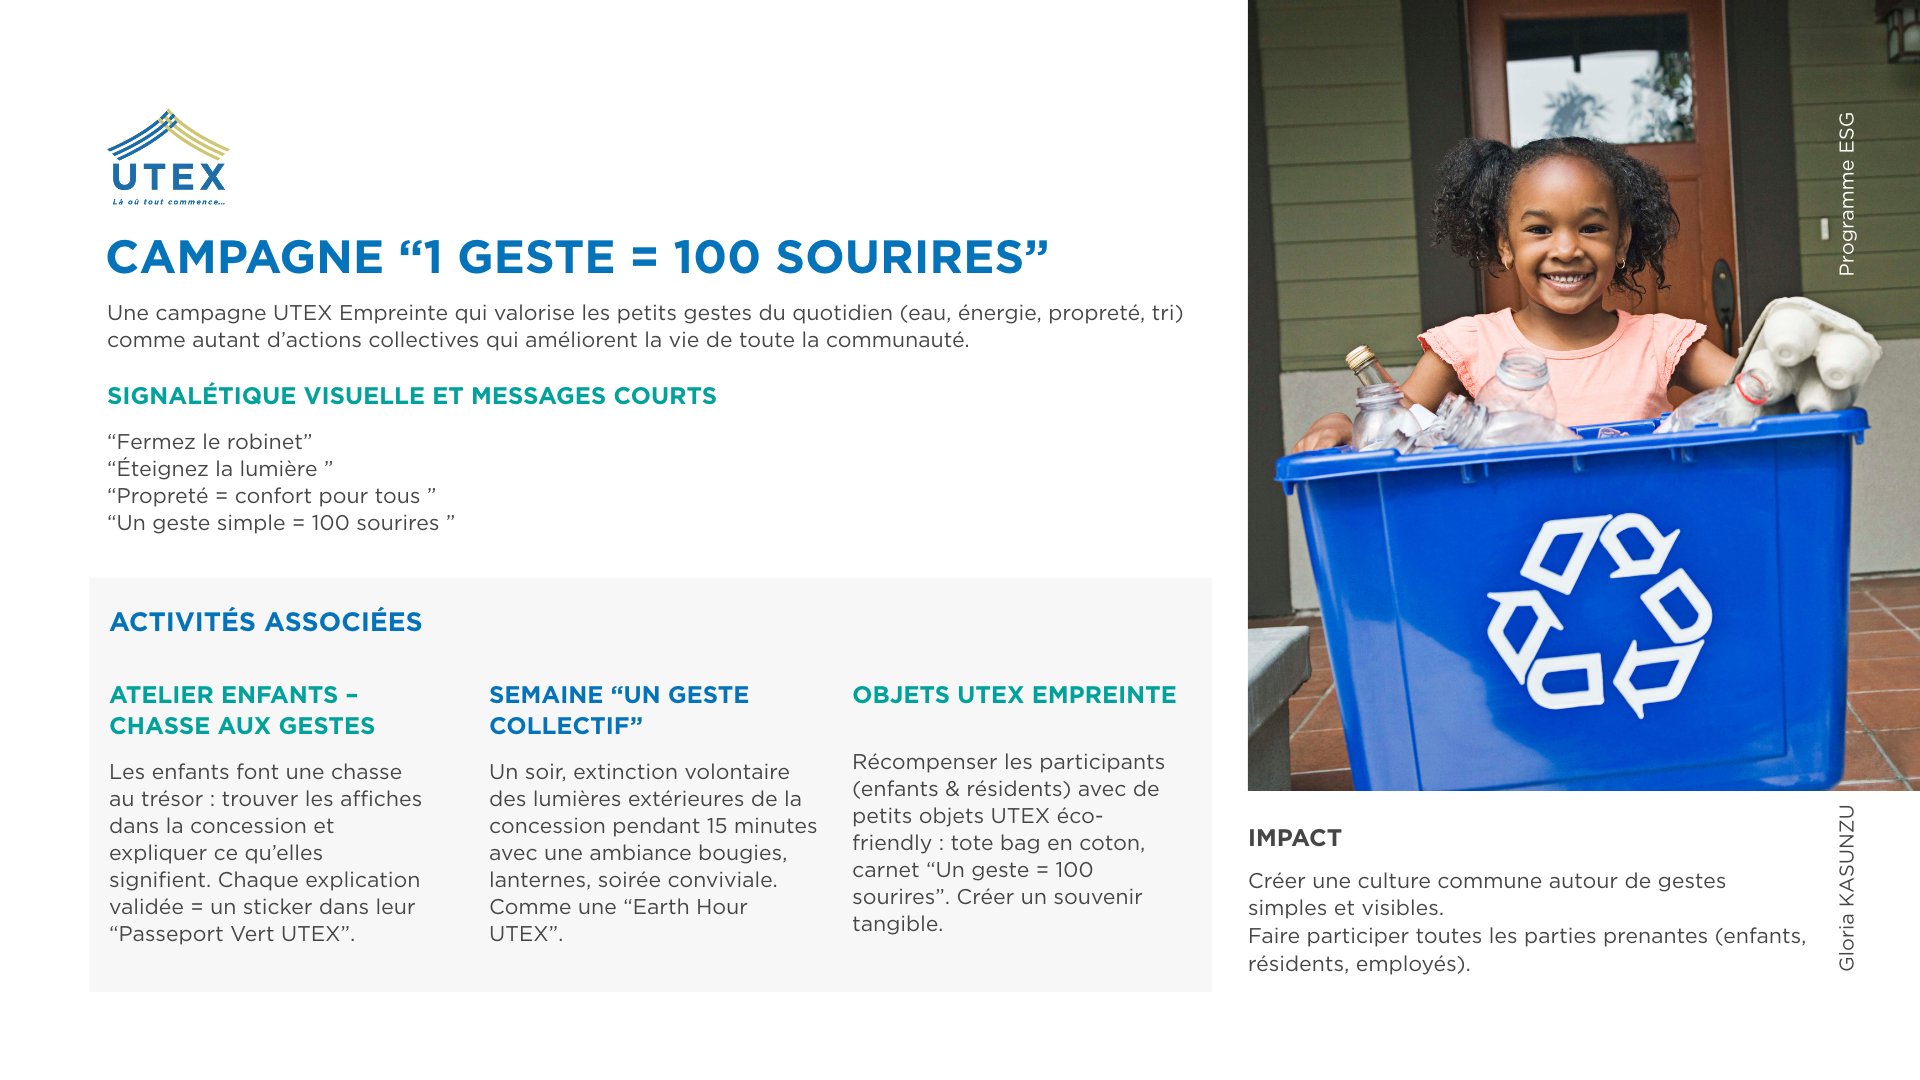 UTEX
Là où tout commence...
CAMPAGNE “1 GESTE = 100 SOURIRES”
Une campagne UTEX Empreinte qui valorise les petits gestes du quotidien (eau, énergie, propreté, tri)
comme autant d’actions collectives qui améliorent la vie de toute la communauté.
SIGNALÉTIQUE VISUELLE ET MESSAGES COURTS
“Fermez le robinet”
“Éteignez la lumière ”
“Propreté = confort pour tous ”
“Un geste simple = 100 sourires ”
ACTIVITÉS ASSOCIÉES
ATELIER ENFANTS –
CHASSE AUX GESTES
Les enfants font une chasse
au trésor : trouver les affiches
dans la concession et
expliquer ce qu’elles
signifient. Chaque explication
validée = un sticker dans leur
“Passeport Vert UTEX”.
SEMAINE “UN GESTE
COLLECTIF”
Un soir, extinction volontaire
des lumières extérieures de la
concession pendant 15 minutes
avec une ambiance bougies,
lanternes, soirée conviviale.
Comme une “Earth Hour
UTEX”.
OBJETS UTEX EMPREINTE
Récompenser les participants
(enfants & résidents) avec de
petits objets UTEX éco-
friendly : tote bag en coton,
carnet “Un geste = 100
sourires”. Créer un souvenir
tangible.
Programme ESG
IMPACT
Créer une culture commune autour de gestes
simples et visibles.
Faire participer toutes les parties prenantes (enfants,
résidents, employés).
Gloria KASUNZU